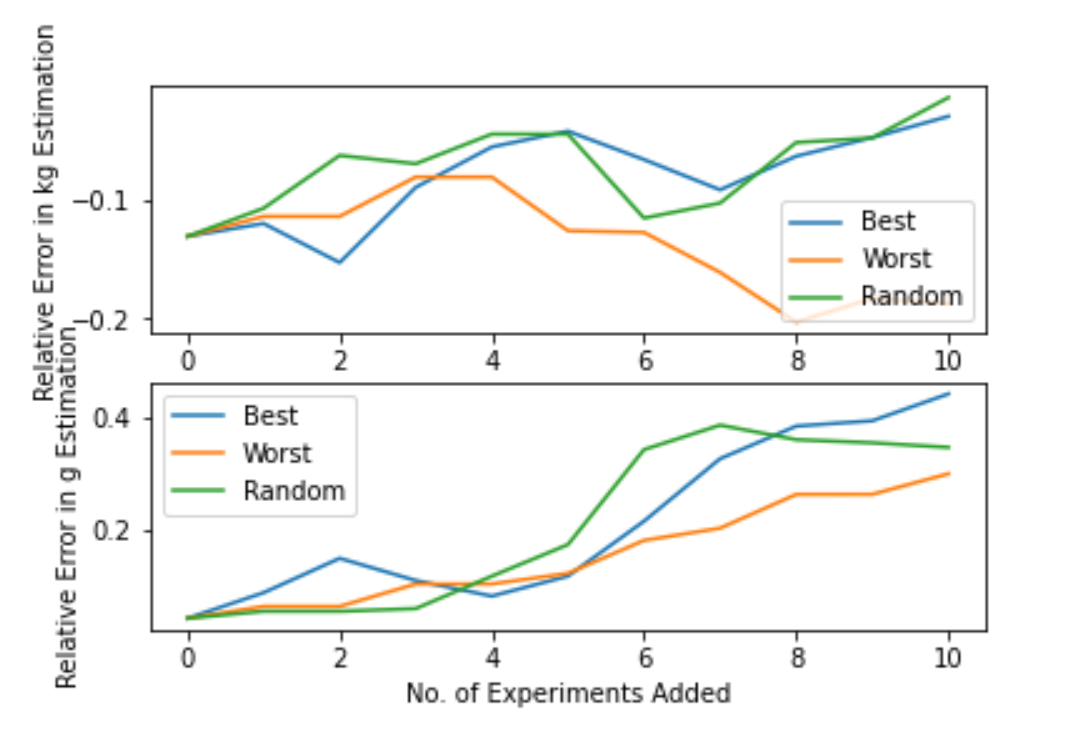 Relative Error in kg Estimation
−0.1
−0.2
Best
Worst
Random
0 2 4 6 8 10
Relative Error in g Estimation
0.4
0.2
Best
Worst
Random
0 2 4 6 8 10
No. of Experiments Added